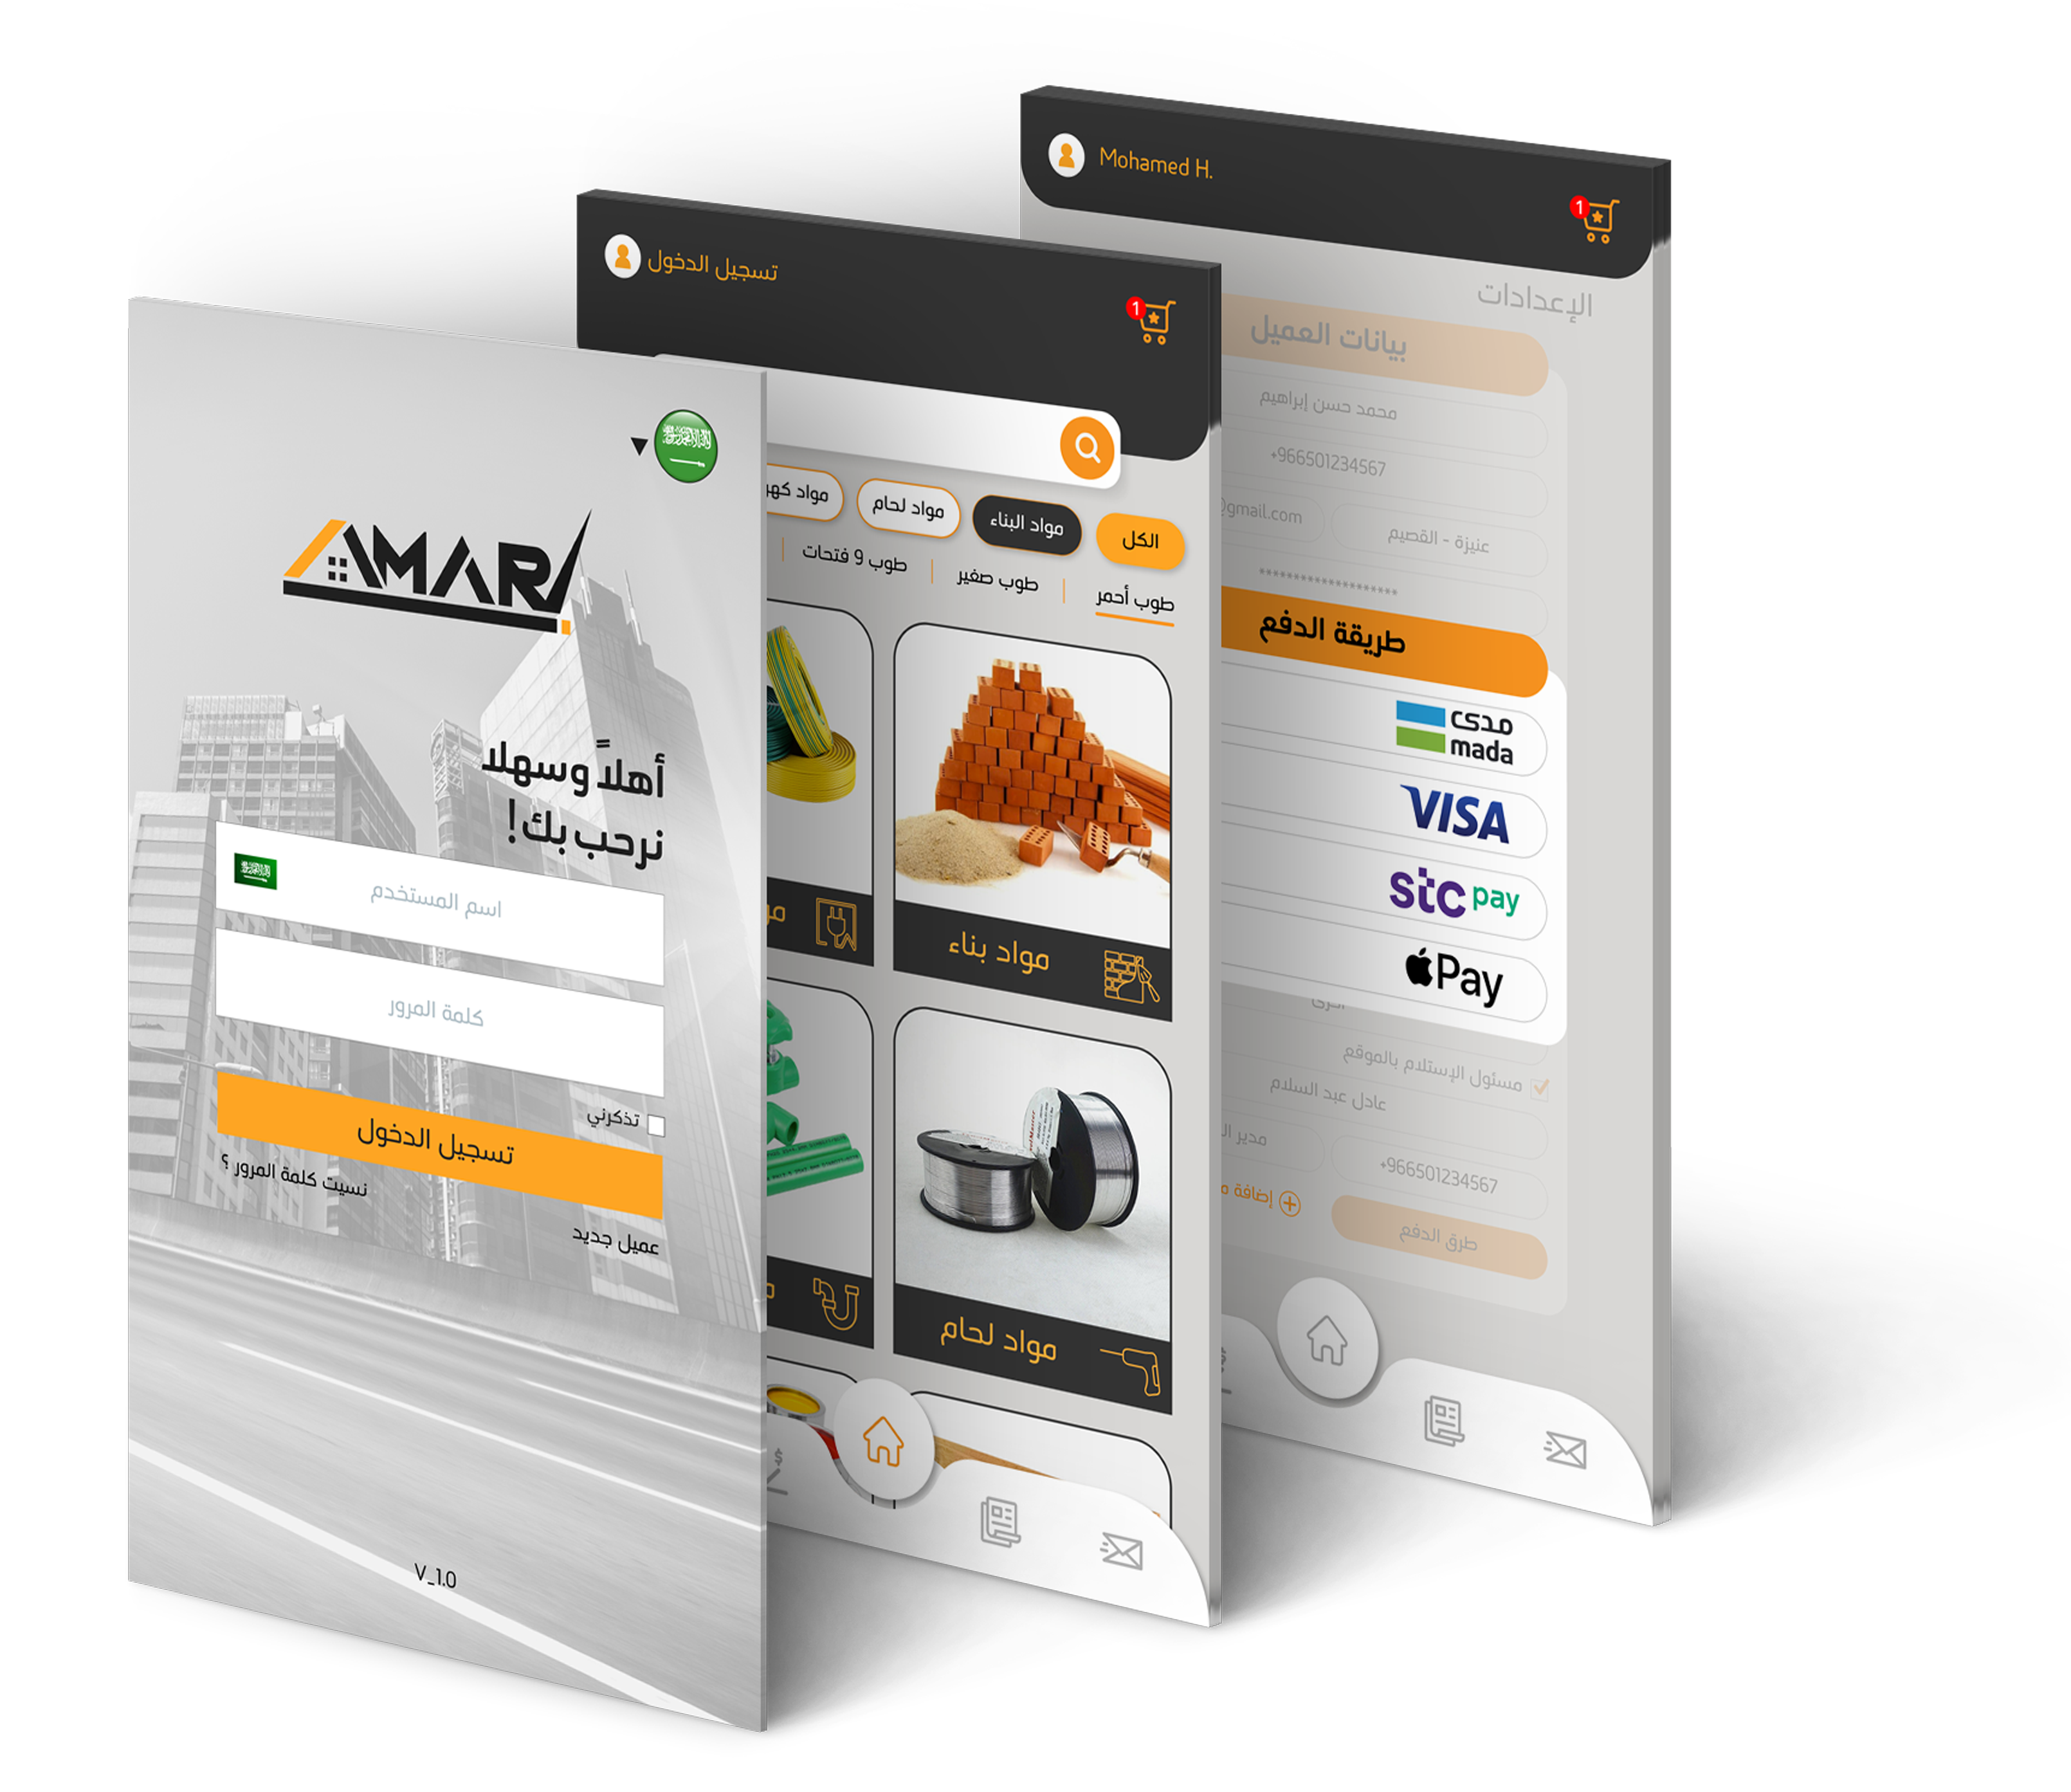 AMAR
أهلاً وسهلا
نرحب بك!
اسم المستخدم
كلمة المرور
تذكرني
تسجيل الدخول
نسيت كلمة المرور ؟
عميل جديد
V_1.0
تسجيل الدخول
1
الكل
مواد البناء
مواد لحام
مواد
طوب أحمر
طوب صغير
طوب 9 فتحات
مواد بناء
مواد لحام
Mohamed H.
1
الإعدادات
بيانات العميل
محمد حسن إبراهيم
+966501234567
عنيزة - القصيم
@gmail.com
********************
طريقة الدفع
مدى
mada
VISA
stc pay
Pay
مسئول الإستلام بالموقع
عادل عبد السلام
مدير
+966501234567
إضافة
طرق الدفع